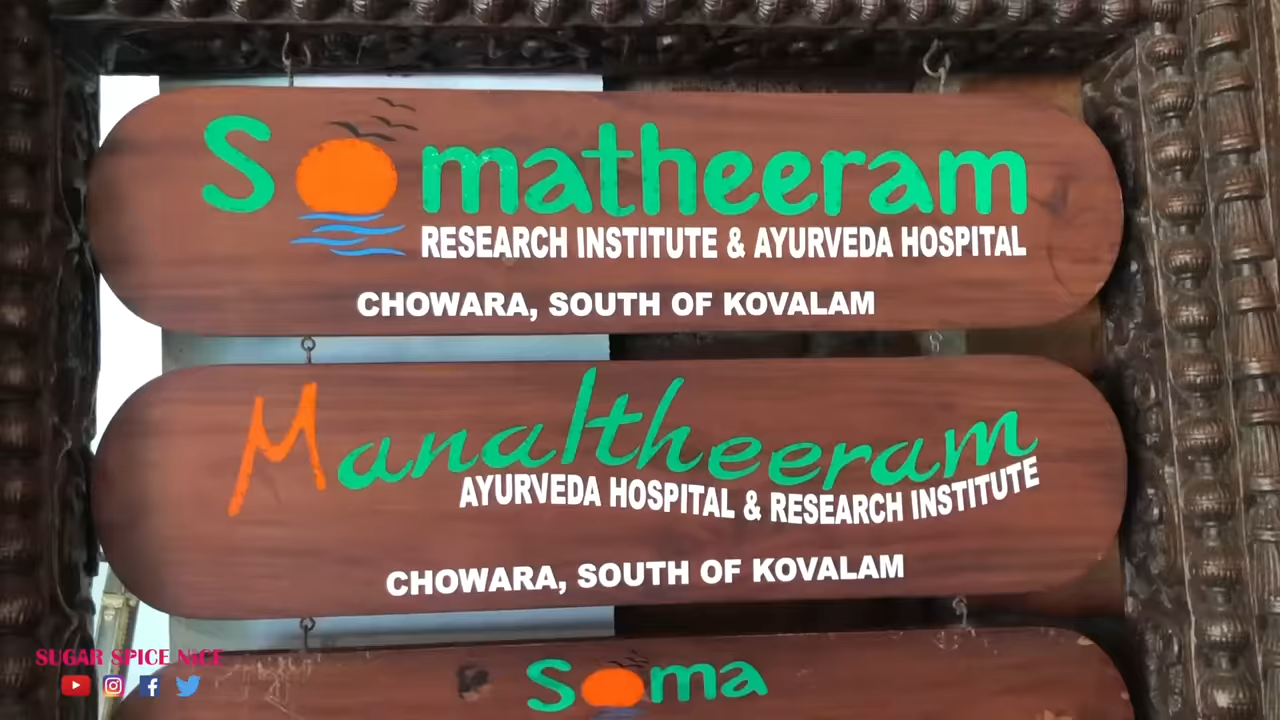 Somatheeram
RESEARCH INSTITUTE & AYURVEDA HOSPITAL
CHOWARA, SOUTH OF KOVALAM
Manaltheeram
AYURVEDA HOSPITAL & RESEARCH INSTITUTE
CHOWARA, SOUTH OF KOVALAM
Soma
SUGAR SPICE NiCE